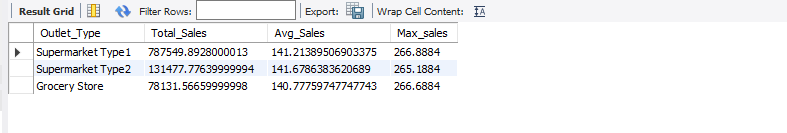 Result Grid Filter Rows: Export: Wrap Cell Content:
Outlet_Type Total_Sales Avg_Sales Max_sales
Supermarket Type1 787549.8928000013 141.21389506903375 266.8884
Supermarket Type2 131477.77639999994 141.6786383620689 265.1884
Grocery Store 78131.56659999998 140.77759747747743 266.6884